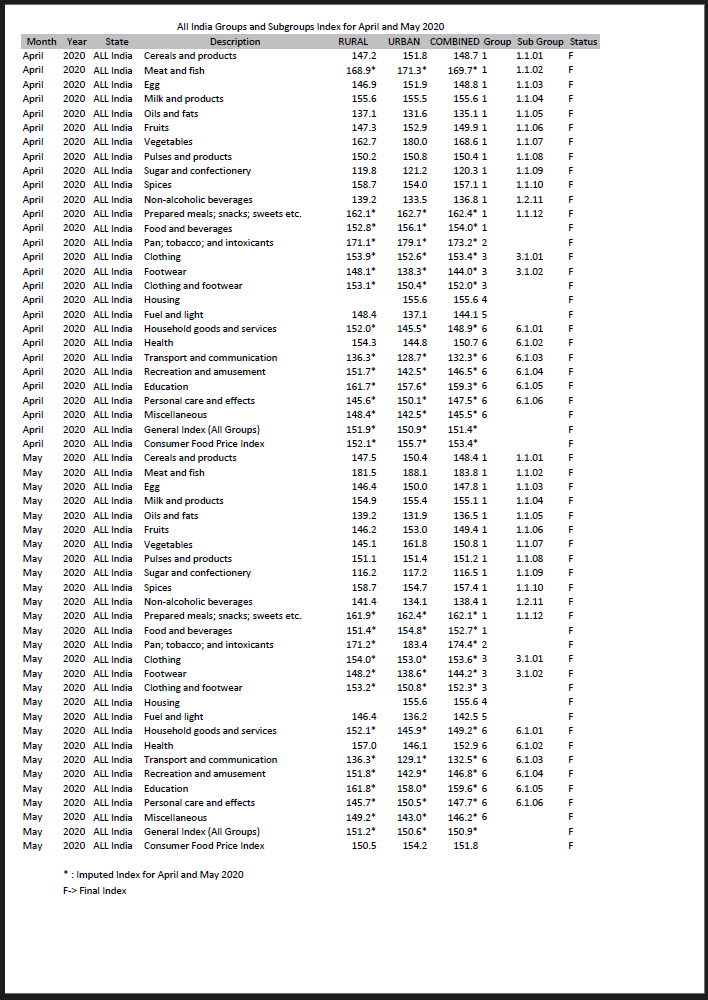 All India Groups and Subgroups Index for April and May 2020
Month Year State Description RURAL URBAN COMBINED Group Sub Group Status
April 2020 ALL India Cereals and products 147.2 151.8 148.7 1 1.1.01 F
April 2020 ALL India Meat and fish 168.9* 171.3* 169.7* 1 1.1.02 F
April 2020 ALL India Egg 146.9 151.9 148.8 1 1.1.03 F
April 2020 ALL India Milk and products 155.6 155.5 155.6 1 1.1.04 F
April 2020 ALL India Oils and fats 137.1 131.6 135.1 1 1.1.05 F
April 2020 ALL India Fruits 147.3 152.9 149.9 1 1.1.06 F
April 2020 ALL India Vegetables 162.7 180.0 168.6 1 1.1.07 F
April 2020 ALL India Pulses and products 150.2 150.8 150.4 1 1.1.08 F
April 2020 ALL India Sugar and confectionery 119.8 121.2 120.3 1 1.1.09 F
April 2020 ALL India Spices 158.7 154.0 157.1 1 1.1.10 F
April 2020 ALL India Non-alcoholic beverages 139.2 133.5 136.8 1 1.2.11 F
April 2020 ALL India Prepared meals; snacks; sweets etc. 162.1* 162.7* 162.4* 1 1.1.12 F
April 2020 ALL India Food and beverages 152.8* 156.1* 154.0* 1 F
April 2020 ALL India Pan; tobacco; and intoxicants 171.1* 179.1* 173.2* 2 F
April 2020 ALL India Clothing 153.9* 152.6* 153.4* 3 3.1.01 F
April 2020 ALL India Footwear 148.1* 138.3* 144.0* 3 3.1.02 F
April 2020 ALL India Clothing and footwear 153.1* 150.4* 152.0* 3 F
April 2020 ALL India Housing 155.6 155.6 4 F
April 2020 ALL India Fuel and light 148.4 137.1 144.1 5 F
April 2020 ALL India Household goods and services 152.0* 145.5* 148.9* 6 6.1.01 F
April 2020 ALL India Health 154.3 144.8 150.7 6 6.1.02 F
April 2020 ALL India Transport and communication 136.3* 128.7* 132.3* 6 6.1.03 F
April 2020 ALL India Recreation and amusement 151.7* 142.5* 146.5* 6 6.1.04 F
April 2020 ALL India Education 161.7* 157.6* 159.3* 6 6.1.05 F
April 2020 ALL India Personal care and effects 145.6* 150.1* 147.5* 6 6.1.06 F
April 2020 ALL India Miscellaneous 148.4* 142.5* 145.5* 6 F
April 2020 ALL India General Index (All Groups) 151.9* 150.9* 151.4* F
April 2020 ALL India Consumer Food Price Index 152.1* 155.7* 153.4* F
May 2020 ALL India Cereals and products 147.5 150.4 148.4 1 1.1.01 F
May 2020 ALL India Meat and fish 181.5 188.1 183.8 1 1.1.02 F
May 2020 ALL India Egg 146.4 150.0 147.8 1 1.1.03 F
May 2020 ALL India Milk and products 154.9 155.4 155.1 1 1.1.04 F
May 2020 ALL India Oils and fats 139.2 131.9 136.5 1 1.1.05 F
May 2020 ALL India Fruits 146.2 153.0 149.4 1 1.1.06 F
May 2020 ALL India Vegetables 145.1 161.8 150.8 1 1.1.07 F
May 2020 ALL India Pulses and products 151.1 151.4 151.2 1 1.1.08 F
May 2020 ALL India Sugar and confectionery 116.2 117.2 116.5 1 1.1.09 F
May 2020 ALL India Spices 158.7 154.7 157.4 1 1.1.10 F
May 2020 ALL India Non-alcoholic beverages 141.4 134.1 138.4 1 1.2.11 F
May 2020 ALL India Prepared meals; snacks; sweets etc. 161.9* 162.4* 162.1* 1 1.1.12 F
May 2020 ALL India Food and beverages 151.4* 154.8* 152.7* 1 F
May 2020 ALL India Pan; tobacco; and intoxicants 171.2* 183.4 174.4* 2 F
May 2020 ALL India Clothing 154.0* 153.0* 153.6* 3 3.1.01 F
May 2020 ALL India Footwear 148.2* 138.6* 144.2* 3 3.1.02 F
May 2020 ALL India Clothing and footwear 153.2* 150.8* 152.3* 3 F
May 2020 ALL India Housing 155.6 155.6 4 F
May 2020 ALL India Fuel and light 146.4 136.2 142.5 5 F
May 2020 ALL India Household goods and services 152.1* 145.9* 149.2* 6 6.1.01 F
May 2020 ALL India Health 157.0 146.1 152.9 6 6.1.02 F
May 2020 ALL India Transport and communication 136.3* 129.1* 132.5* 6 6.1.03 F
May 2020 ALL India Recreation and amusement 151.8* 142.9* 146.8* 6 6.1.04 F
May 2020 ALL India Education 161.8* 158.0* 159.6* 6 6.1.05 F
May 2020 ALL India Personal care and effects 145.7* 150.5* 147.7* 6 6.1.06 F
May 2020 ALL India Miscellaneous 149.2* 143.0* 146.2* 6 F
May 2020 ALL India General Index (All Groups) 151.2* 150.6* 150.9* F
May 2020 ALL India Consumer Food Price Index 150.5 154.2 151.8 F
* : Imputed Index for April and May 2020
F-> Final Index